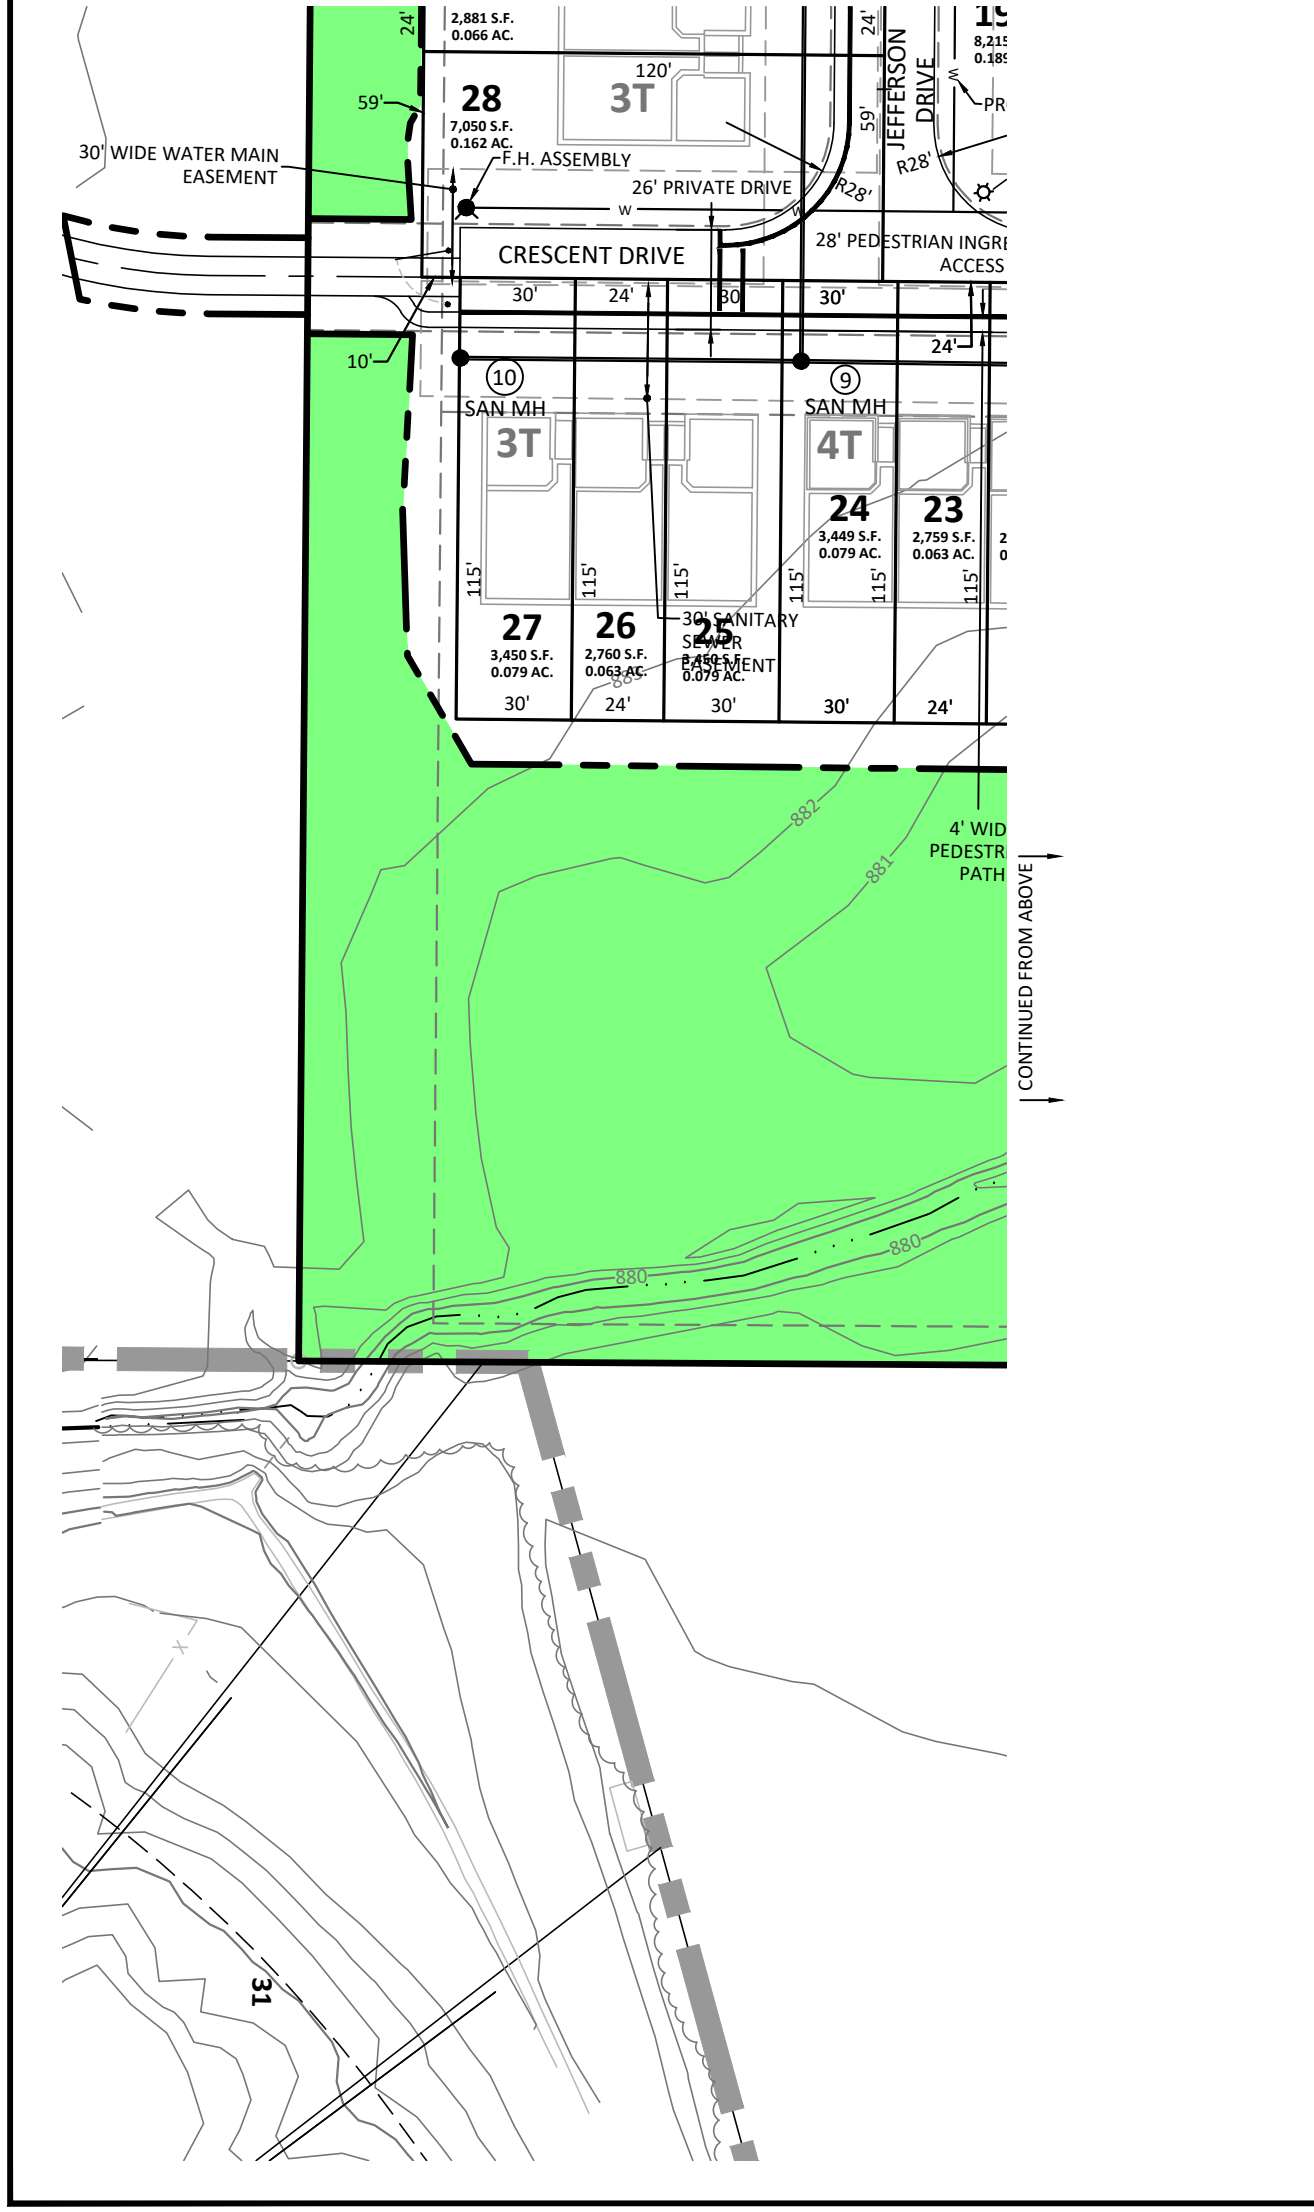 24'
2,881 S.F.
0.066 AC.
24'
JEFFERSON
DRIVE
8,215
120'
59'
28
3T
W
7,050 S.F.
0.162 AC.
59'
30' WIDE WATER MAIN
EASEMENT
F.H. ASSEMBLY
R28'
R28'
26' PRIVATE DRIVE
W
W
CRESCENT DRIVE
28' PEDESTRIAN INGRE
ACCESS
30'
24'
30'
30'
24'
10'
10
9
SAN MH
SAN MH
3T
4T
24
23
3,449 S.F.
0.079 AC.
2,759 S.F.
0.063 AC.
2
0
115'
115'
115'
115'
115'
115'
27
26
25
30' SANITARY
SEWER
EASEMENT
3,450 S.F.
0.079 AC.
2,760 S.F.
0.063 AC.
3,450 S.F.
0.079 AC.
883
30'
24'
30'
30'
24'
882
4' WID
PEDESTR
PATH
881
CONTINUED FROM ABOVE
880
880
X
31